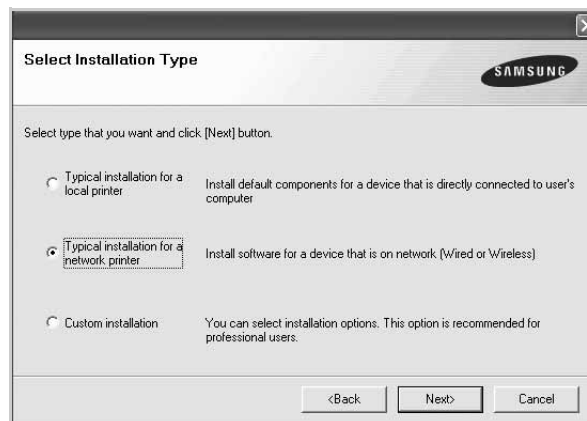 Select Installation Type
SAMSUNG
Select type that you want and click [Next] button.
Typical installation for a
local printer
Install default components for a device that is directly connected to user's
computer
Typical installation for a
network printer
Install software for a device that is on network (Wired or Wireless)
Custom installation
You can select installation options. This option is recommended for
professional users.
<Back
Next>
Cancel